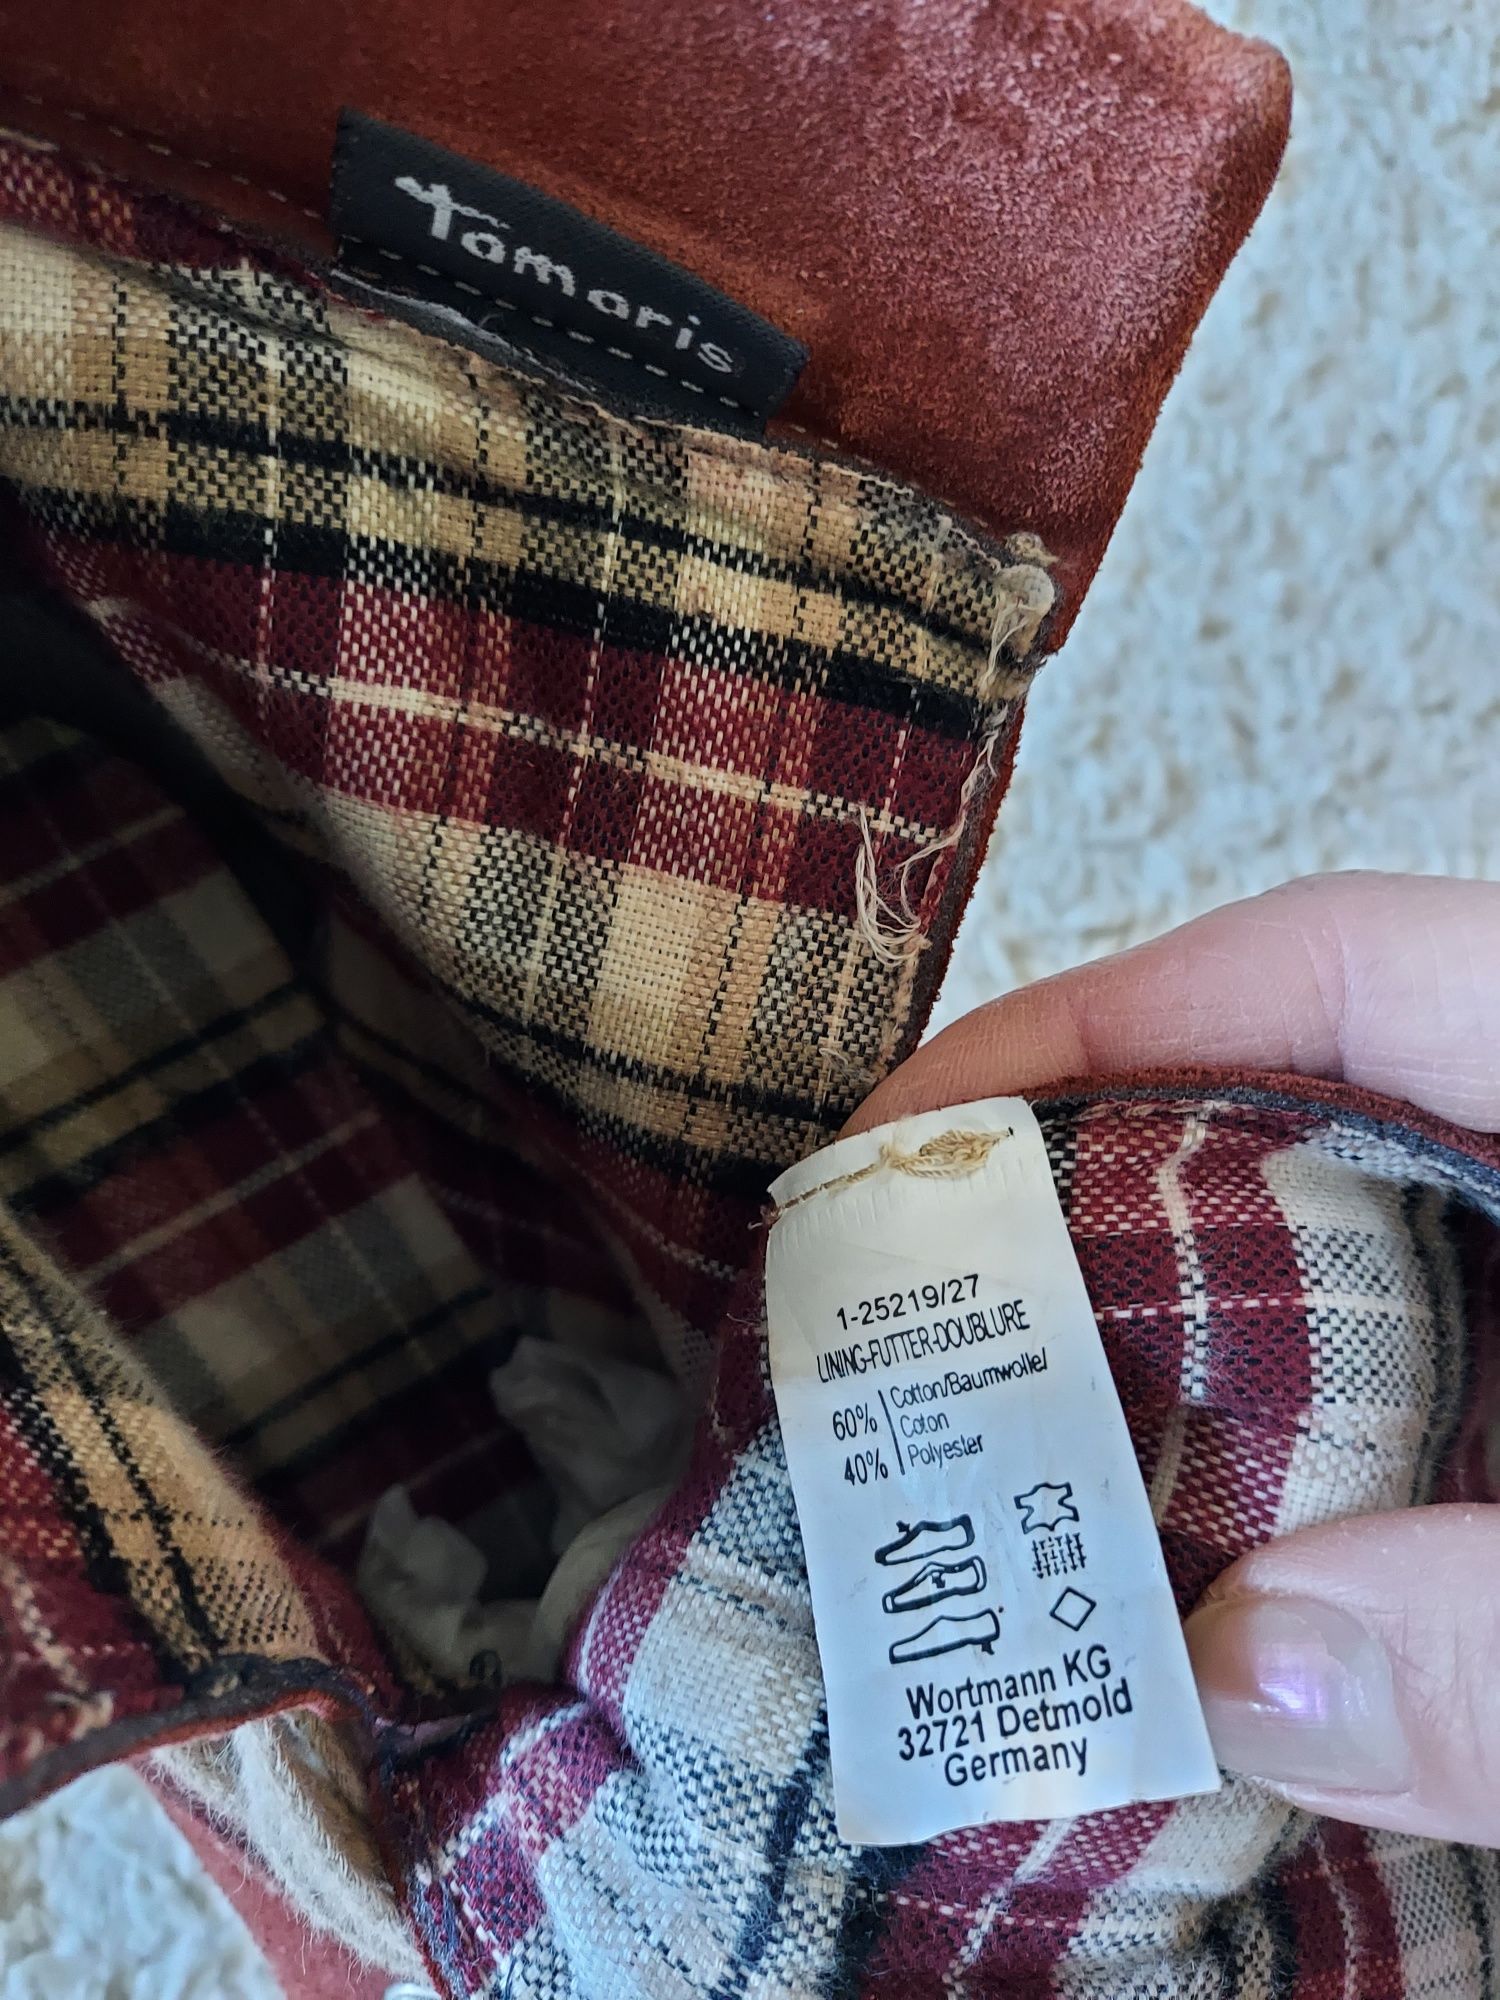 Tamaris
1-25219/27
LINING-FUTTER-DOUBLURE
60% Cotton/Baumwolle/
Coton
40% Polyester
Wortmann KG
32721 Detmold
Germany